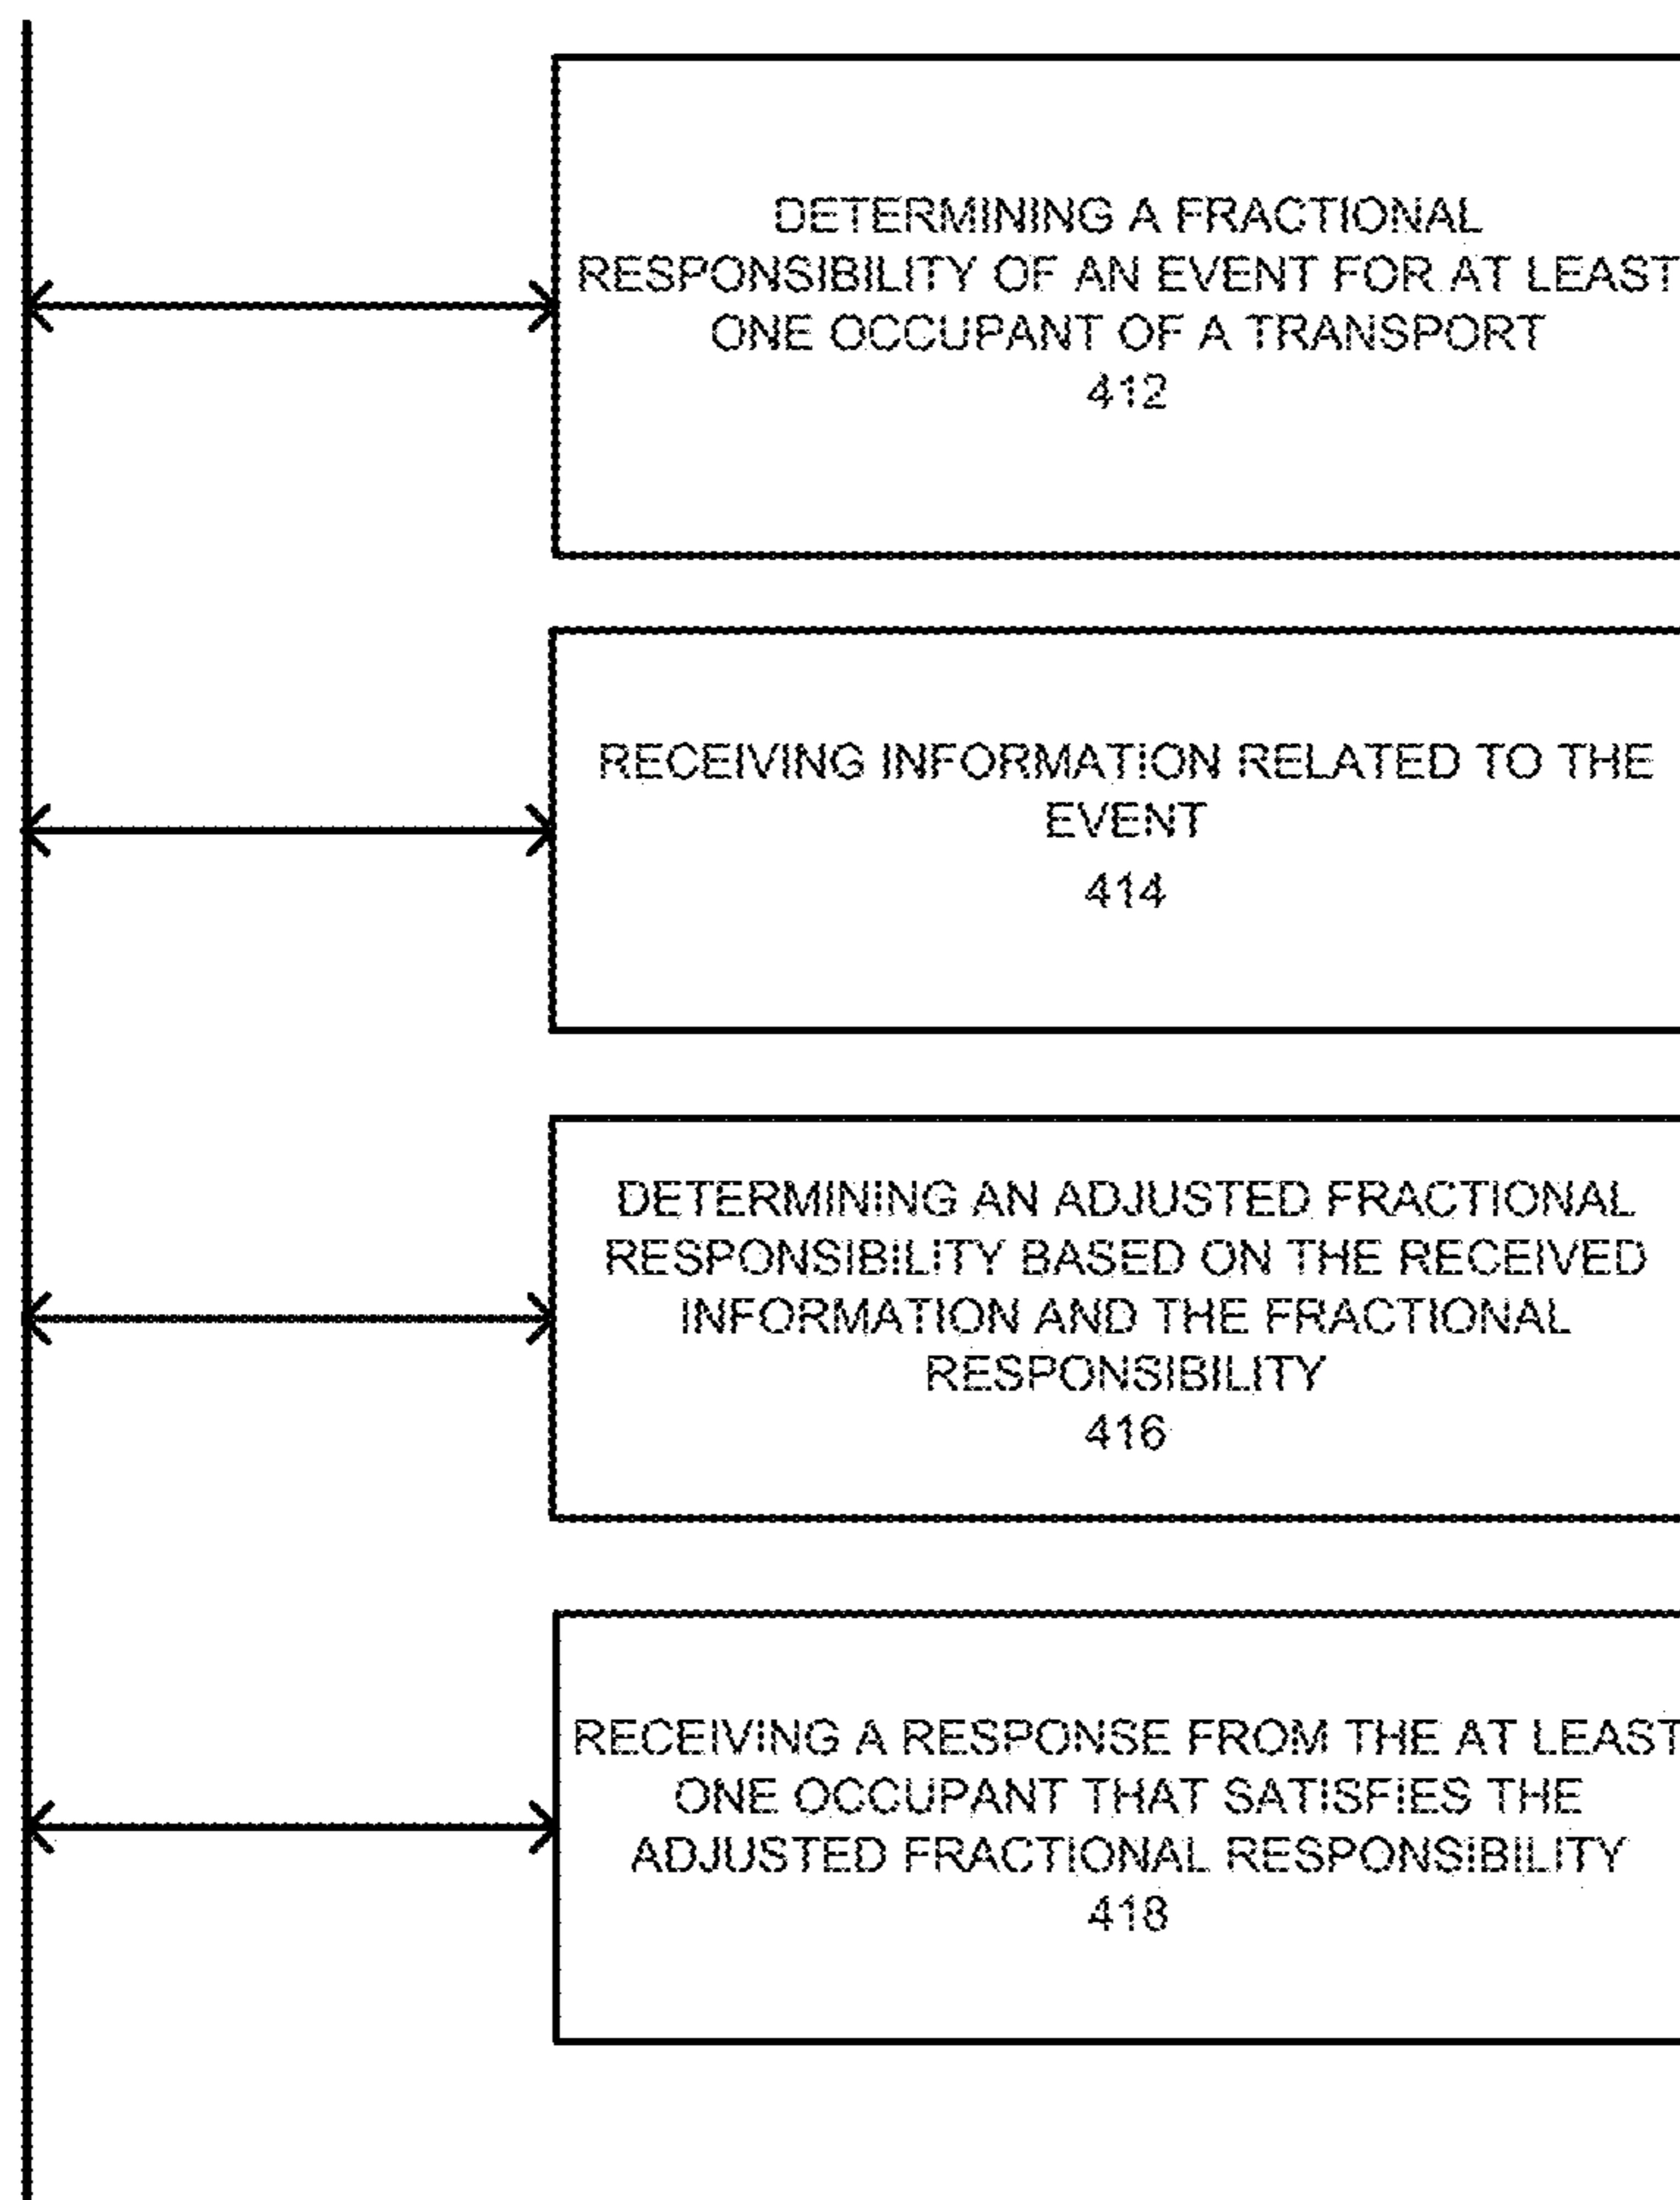 DETERMINING A FRACTIONAL
RESPONSIBILITY OF AN EVENT FOR AT LEAST
ONE OCCUPANT OF A TRANSPORT
412
RECEIVING INFORMATION RELATED TO THE
EVENT
414
DETERMINING AN ADJUSTED FRACTIONAL
RESPONSIBILITY BASED ON THE RECEIVED
INFORMATION AND THE FRACTIONAL
RESPONSIBILITY
416
RECEIVING A RESPONSE FROM THE AT LEAST
ONE OCCUPANT THAT SATISFIES THE
ADJUSTED FRACTIONAL RESPONSIBILITY
418